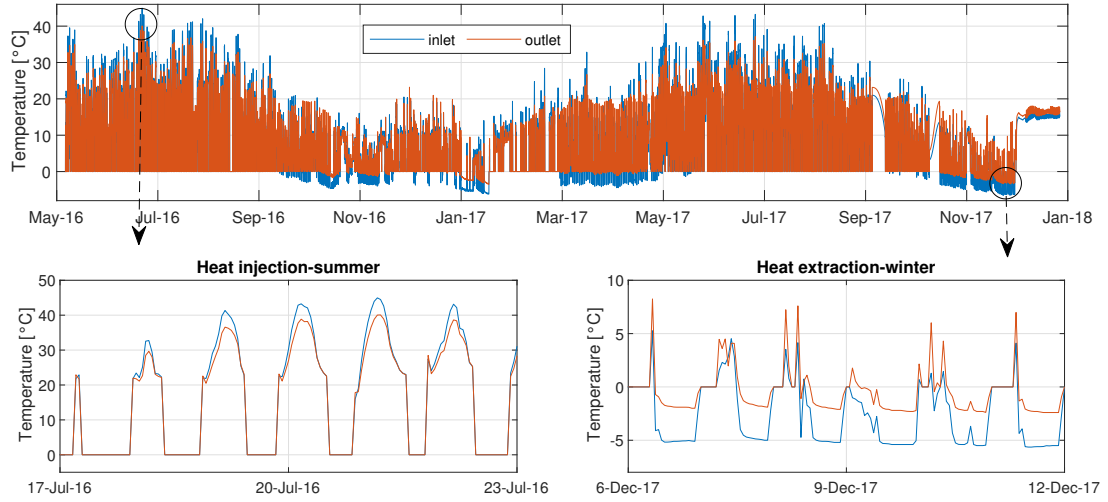 Temperature [°C]
40
30
20
10
0
inlet
outlet
May-16
Jul-16
Sep-16
Nov-16
Jan-17
Mar-17
May-17
Jul-17
Sep-17
Nov-17
Jan-18
Heat injection-summer
Temperature [°C]
50
40
30
20
10
0
17-Jul-16
20-Jul-16
23-Jul-16
Heat extraction-winter
Temperature [°C]
10
5
0
-5
6-Dec-17
9-Dec-17
12-Dec-17